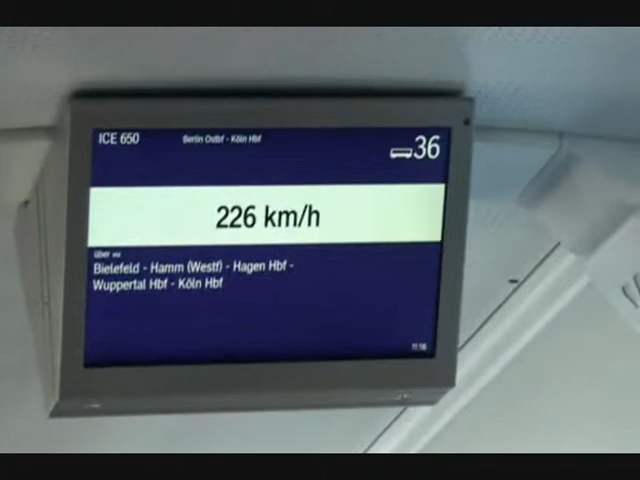 ICE 650
Berlin Ostbf - Köln Hbf
36
226 km/h
über
Bielefeld - Hamm (Westf) - Hagen Hbf -
Wuppertal Hbf - Köln Hbf